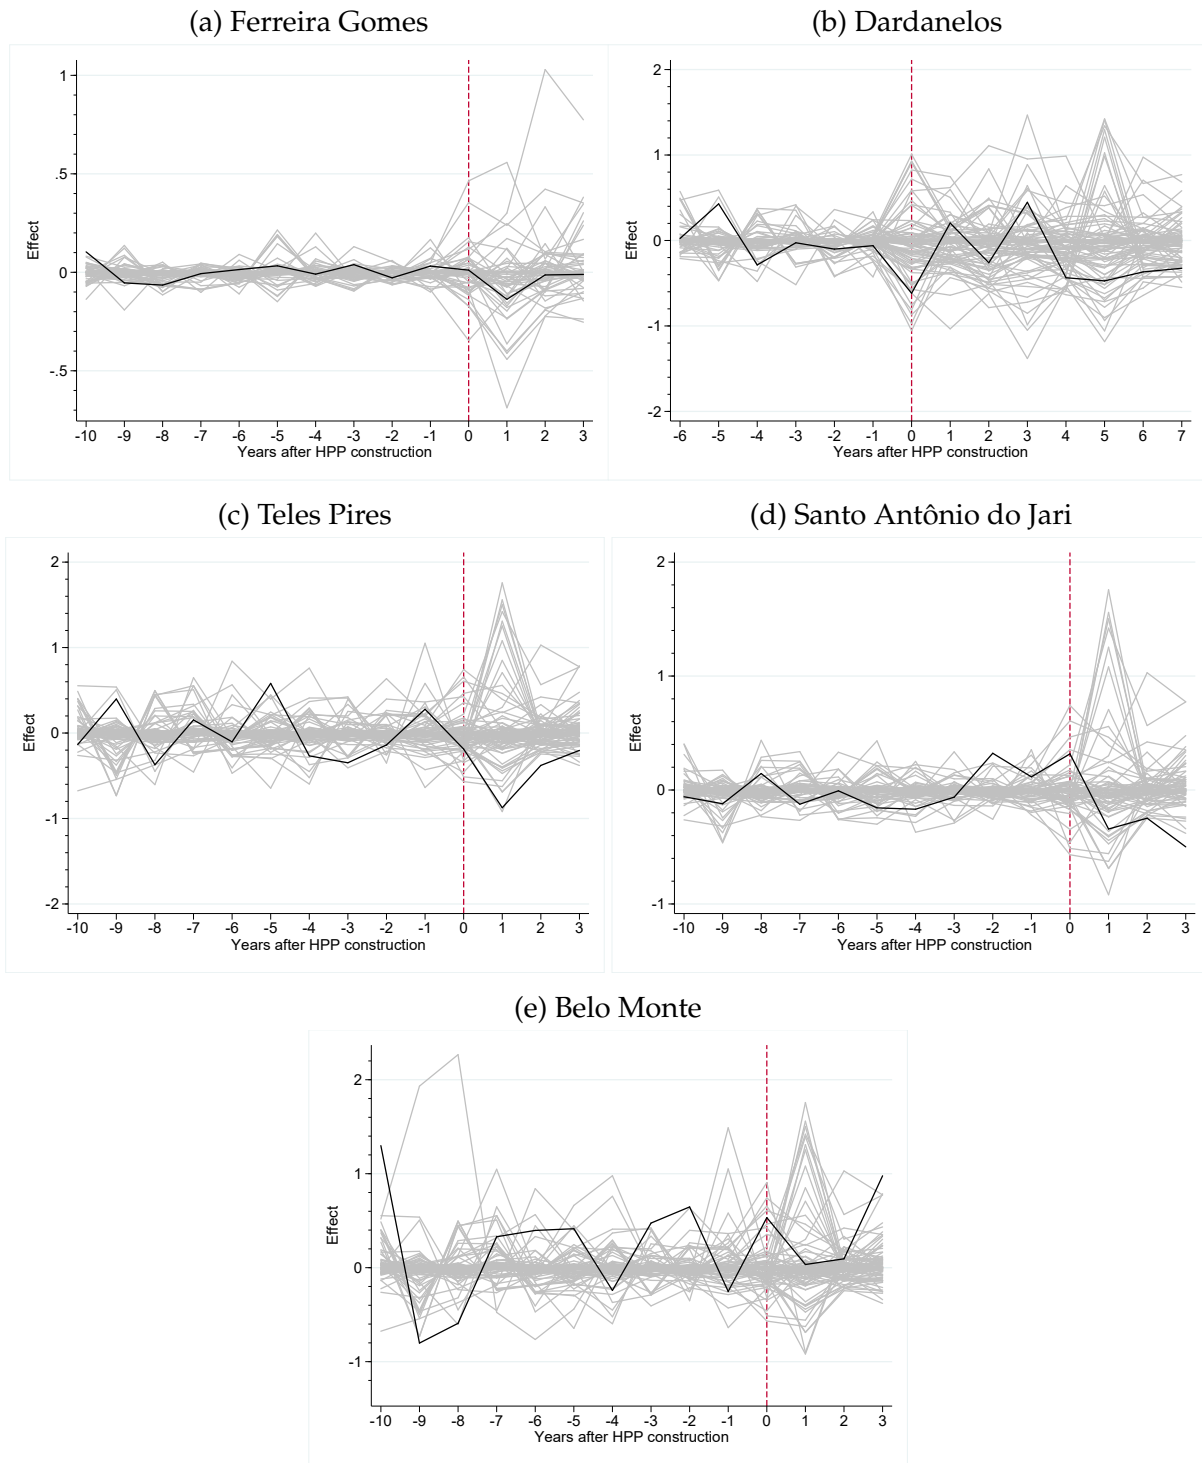 (a) Ferreira Gomes
1
.5
0
-.5
Effect
-10 -9 -8 -7 -6 -5 -4 -3 -2 -1 0 1 2 3
Years after HPP construction
(b) Dardanelos
2
1
0
-1
-2
Effect
-6 -5 -4 -3 -2 -1 0 1 2 3 4 5 6 7
Years after HPP construction
(c) Teles Pires
2
1
0
-1
-2
Effect
-10 -9 -8 -7 -6 -5 -4 -3 -2 -1 0 1 2 3
Years after HPP construction
(d) Santo Antônio do Jari
2
1
0
-1
Effect
-10 -9 -8 -7 -6 -5 -4 -3 -2 -1 0 1 2 3
Years after HPP construction
(e) Belo Monte
2
1
0
-1
Effect
-10 -9 -8 -7 -6 -5 -4 -3 -2 -1 0 1 2 3
Years after HPP construction